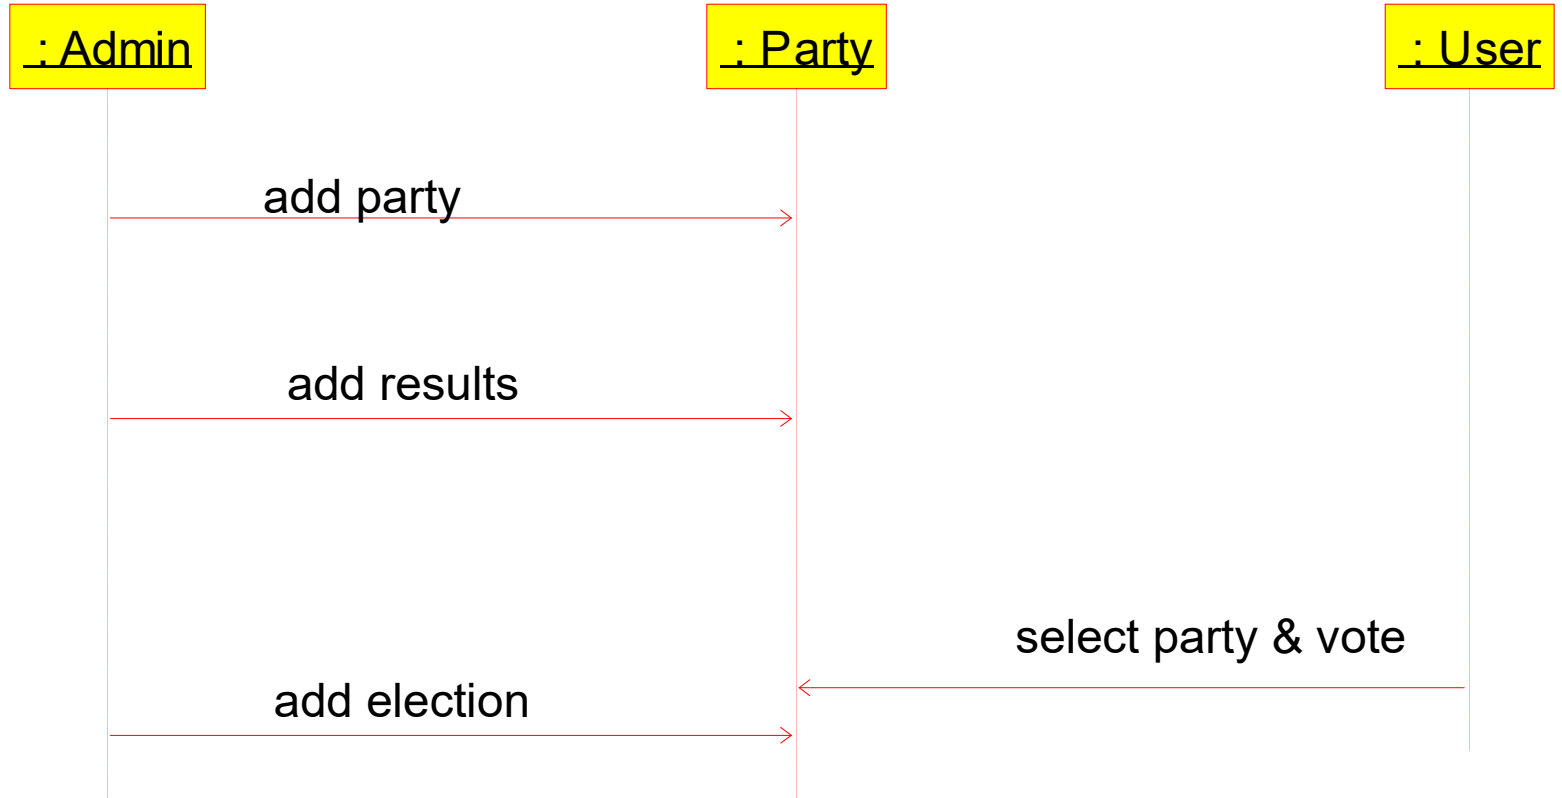 : Admin
: Party
: User
add party
add results
select party & vote
add election